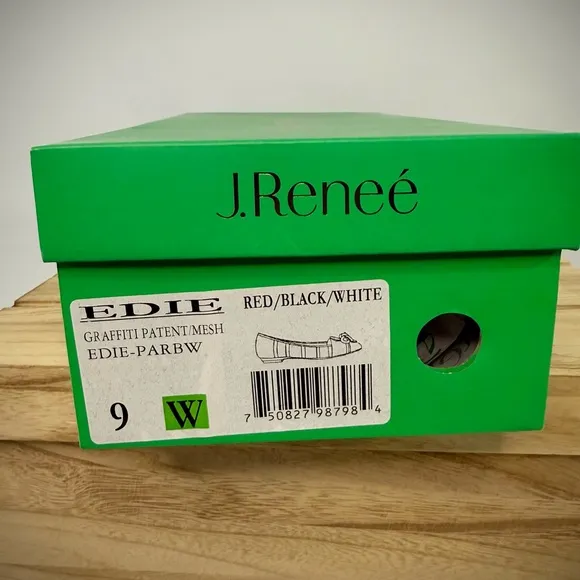 J.Reneé
EDIE
RED/BLACK/WHITE
GRAFFITI PATENT/MESH
EDIE-PARBW
9 W
7 50827 98798 4